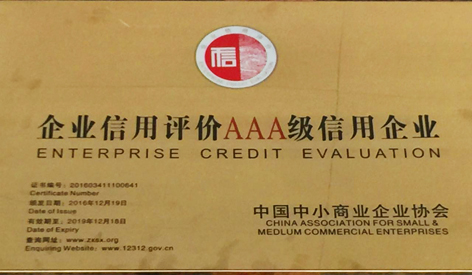 信
企业信用评价AAA级信用企业
ENTERPRISE CREDIT EVALUATION
证书编号：201603411100641
Certificate Number
颁发日期：2016年12月19日
Date of Issue
有效期至：2019年12月18日
Date of Expiry
查询网址：www.zssx.org
Enquiring Website：www.12312.gov.cn
中国中小商业企业协会
CHINA ASSOCIATION FOR SMALL &
MEDLUM COMMERCIAL ENTERPRISES